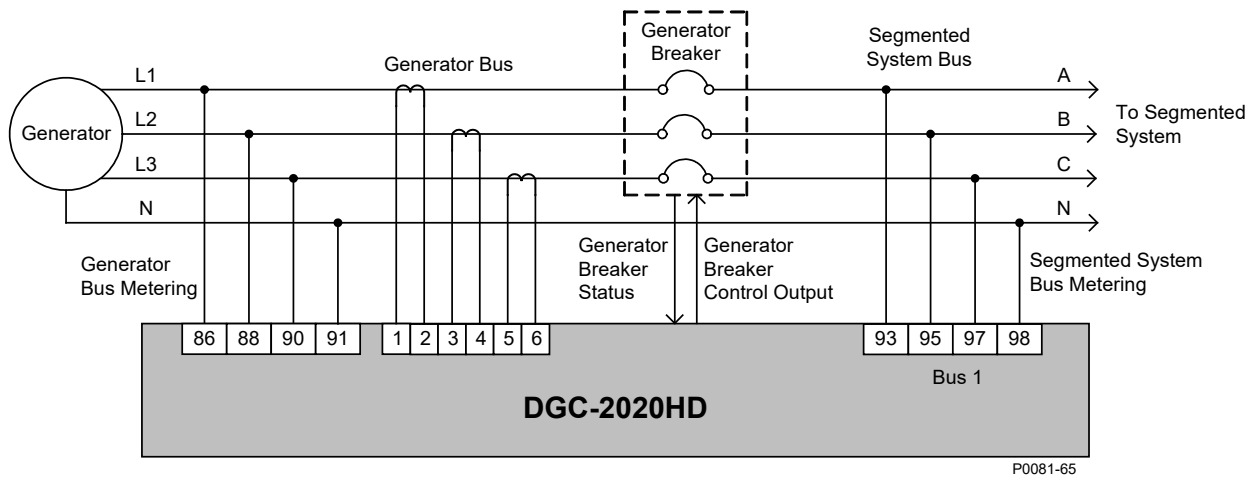 Generator
Breaker
Segmented
System Bus
Generator Bus
L1
A
To Segmented
System
Generator
L2
B
L3
C
N
N
Generator
Bus Metering
Generator
Breaker
Status
Generator
Breaker
Control Output
Segmented System
Bus Metering
86 88 90 91 1 2 3 4 5 6 93 95 97 98
Bus 1
DGC-2020HD
P0081-65